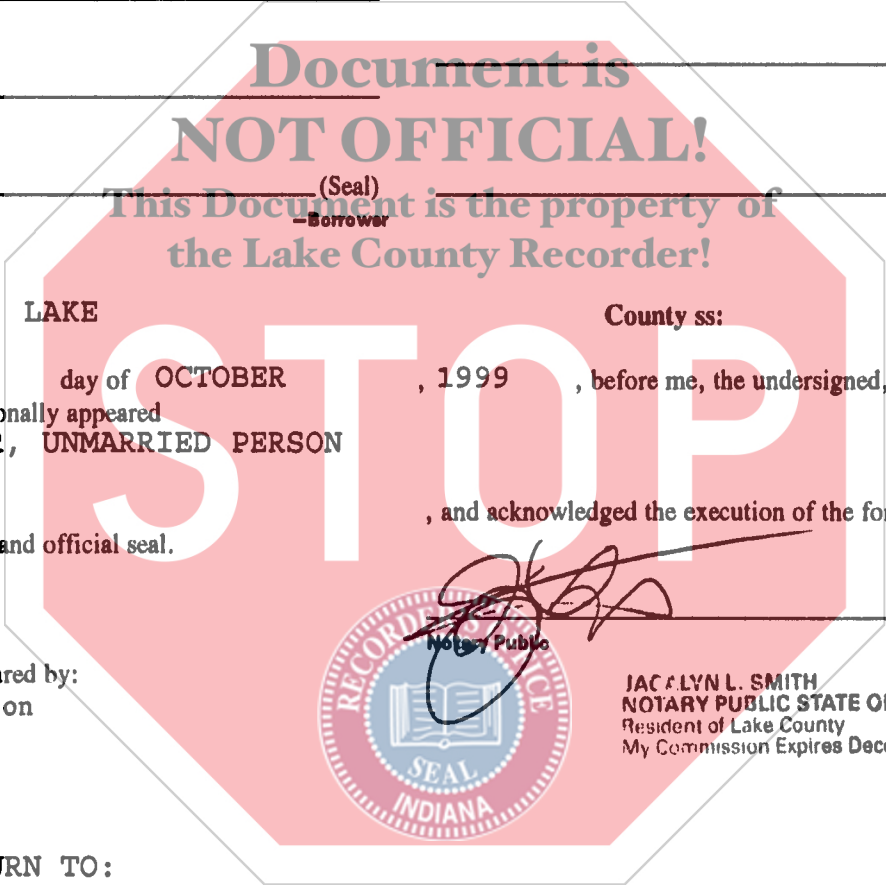 Document is
NOT OFFICIAL!
(Seal)
This Document is the property of
—Borrower
the Lake County Recorder!
LAKE County ss:
STOP
day of OCTOBER , 1999 , before me, the undersigned,
onally appeared
, UNMARRIED PERSON
, and acknowledged the execution of the for
and official seal.
Notary Public
RECORDER'S OFFICE
SEAL
INDIANA
ared by:
on
JACALYN L. SMITH
NOTARY PUBLIC STATE OF
Resident of Lake County
My Commission Expires Dece
URN TO: